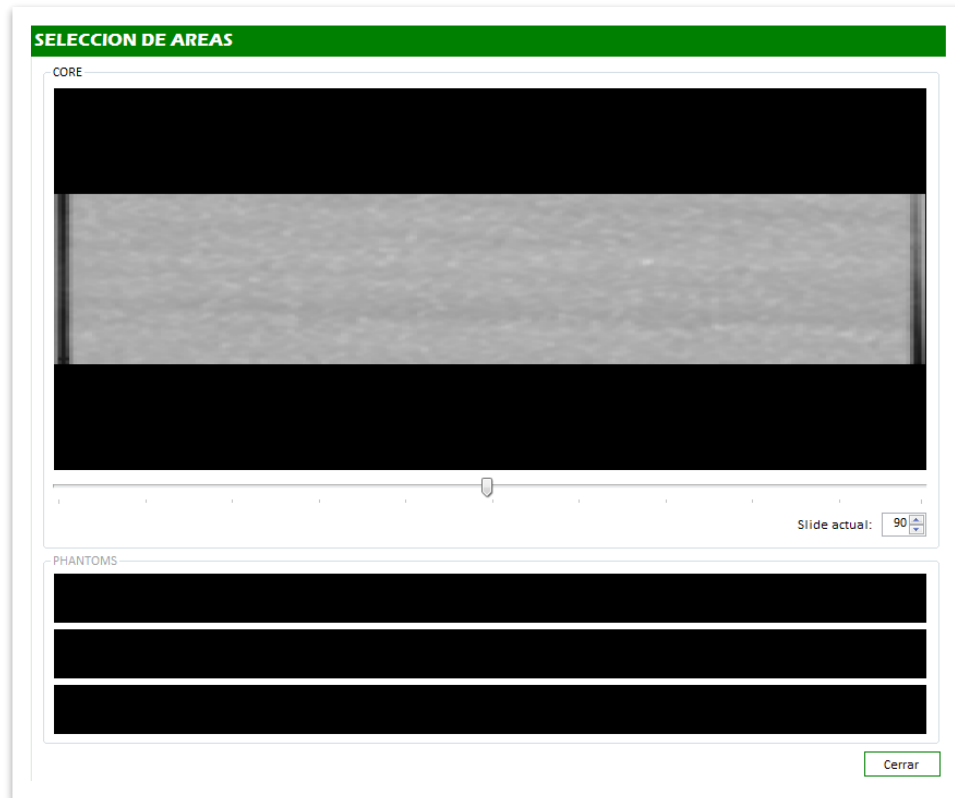 SELECCION DE AREAS
CORE
Slide actual: 90
PHANTOMS
Cerrar